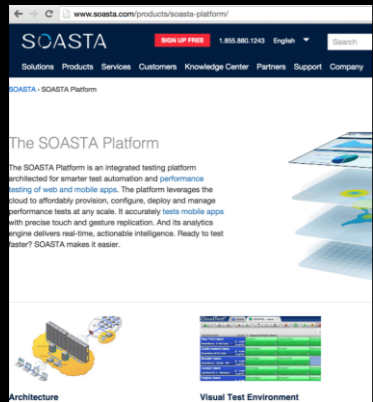 www.soasta.com/products/soasta-platform/
SOASTA
SIGN UP FREE 1.855.880.1243 English Search
Solutions Products Services Customers Knowledge Center Partners Support Company
SOASTA › SOASTA Platform
The SOASTA Platform
The SOASTA Platform is an integrated testing platform
architected for smarter test automation and performance
testing of web and mobile apps. The platform leverages the
cloud to affordably provision, configure, deploy and manage
performance tests at any scale. It accurately tests mobile apps
with precise touch and gesture replication. And its analytics
engine delivers real-time, actionable intelligence. Ready to test
faster? SOASTA makes it easier.
Architecture
Visual Test Environment